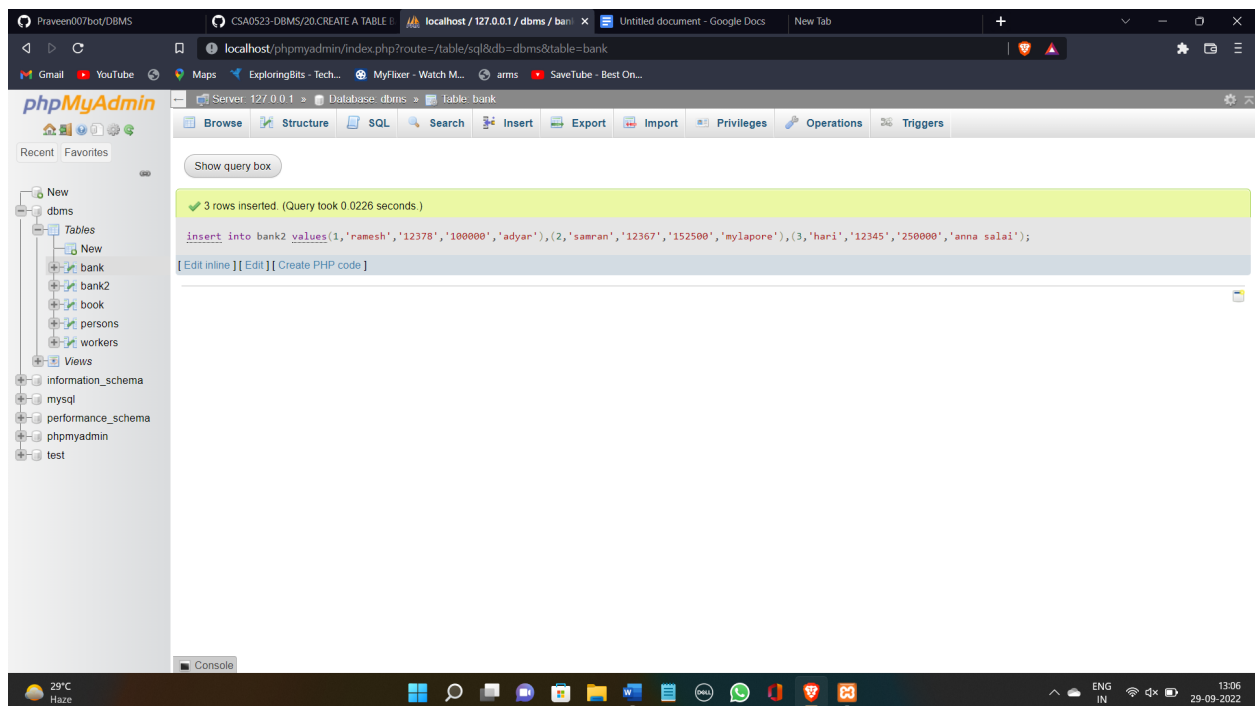 Praveen007bot/DBMS
CSA0523-DBMS/20.CREATE A TABLE B
localhost / 127.0.0.1 / dbms / ban
Untitled document - Google Docs
New Tab
localhost/phpmyadmin/index.php?route=/table/sql&db=dbms&table=bank
Gmail YouTube Maps ExploringBits - Tech... MyFlixer - Watch M... arms SaveTube - Best On...
phpMyAdmin
Recent Favorites
New
dbms
Tables
New
bank
bank2
book
persons
workers
Views
information_schema
mysql
performance_schema
phpmyadmin
test
Server: 127.0.0.1 » Database: dbms » Table: bank
Browse Structure SQL Search Insert Export Import Privileges Operations Triggers
Show query box
3 rows inserted. (Query took 0.0226 seconds.)
insert into bank2 values(1,'ramesh','12378','100000','adyar'),(2,'samran','12367','152500','mylapore'),(3,'hari','12345','250000','anna salai');
[ Edit inline ] [ Edit ] [ Create PHP code ]
Console
29°C
Haze
DELL
ENG
IN
13:06
29-09-2022